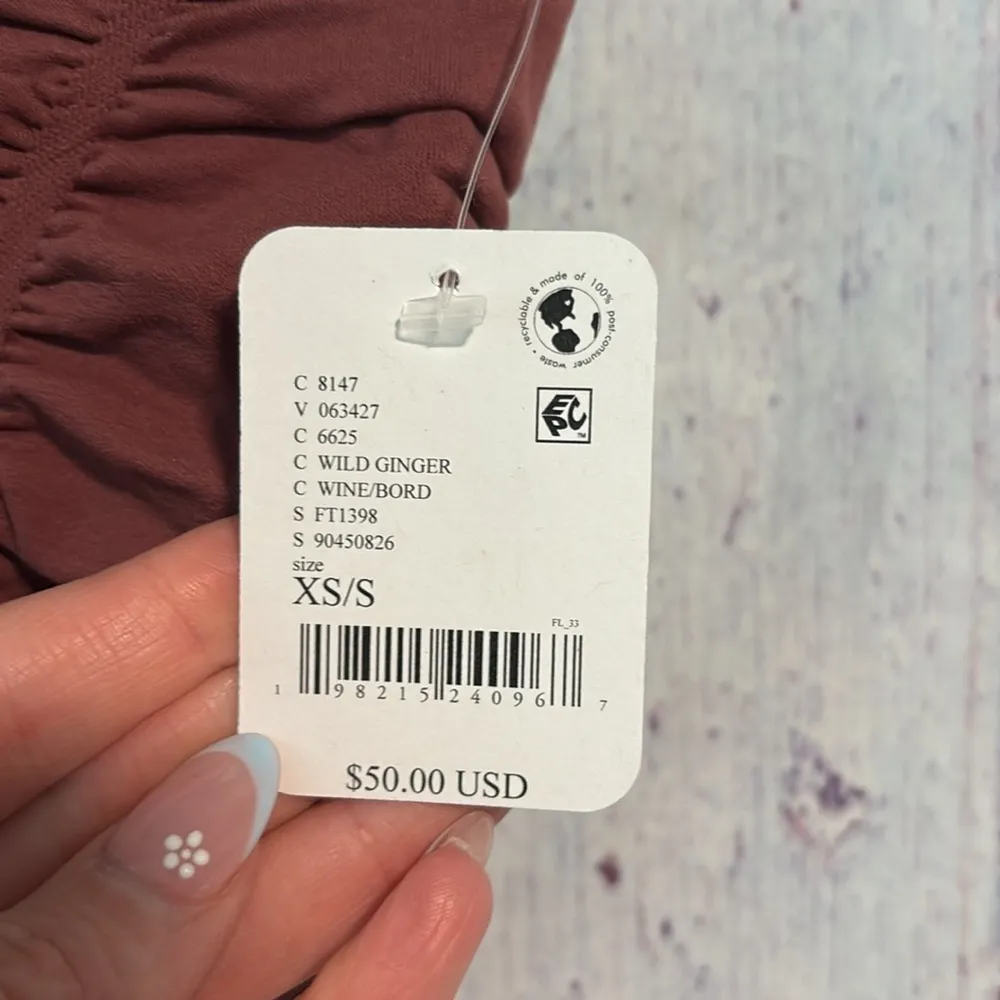 • recyclable & made of 100% post-consumer waste
EPC™
C 8147
V 063427
C 6625
C WILD GINGER
C WINE/BORD
S FT1398
S 90450826
size
XS/S
FL_33
1 98215 24096 7
$50.00 USD